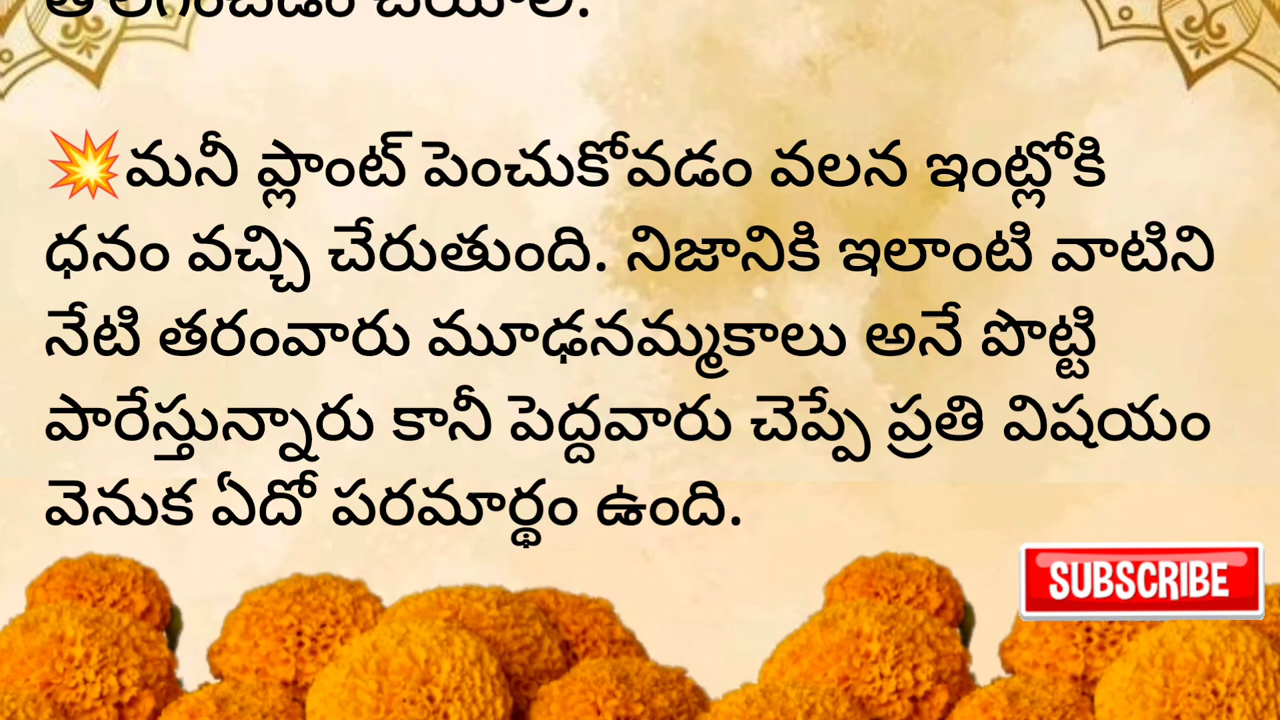 💥మనీ ప్లాంట్ పెంచుకోవడం వలన ఇంట్లోకి
ధనం వచ్చి చేరుతుంది. నిజానికి ఇలాంటి వాటిని
నేటి తరంవారు మూఢనమ్మకాలు అనే పొట్టి
పారేస్తున్నారు కానీ పెద్దవారు చెప్పే ప్రతి విషయం
వెనుక ఏదో పరమార్థం ఉంది.
SUBSCRIBE